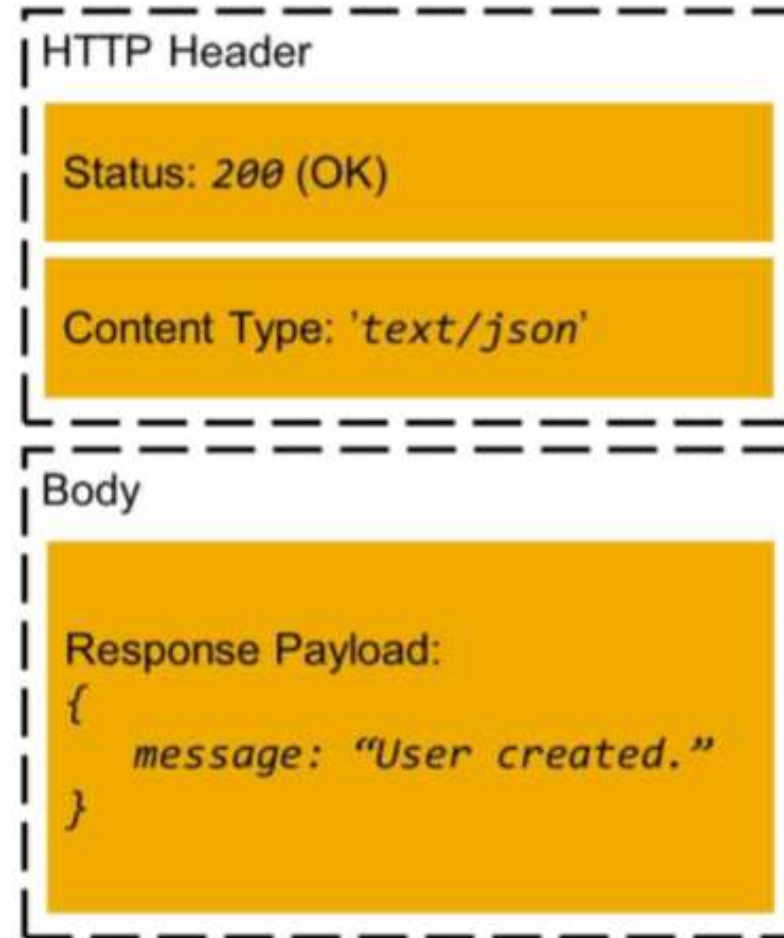 HTTP Header
Status: 200 (OK)
Content Type: ’text/json’
Body
Response Payload:
{
message: “User created.”
}